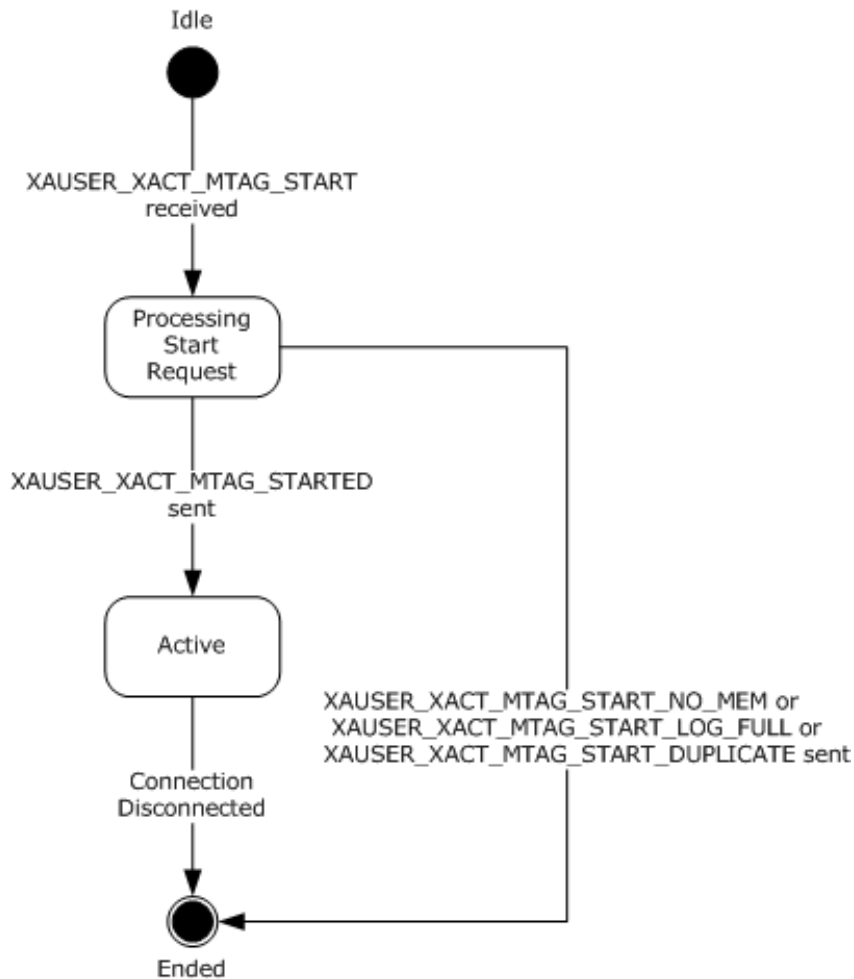 Idle
XAUSER_XACT_MTAG_START
received
Processing
Start
Request
XAUSER_XACT_MTAG_STARTED
sent
Active
XAUSER_XACT_MTAG_START_NO_MEM or
XAUSER_XACT_MTAG_START_LOG_FULL or
XAUSER_XACT_MTAG_START_DUPLICATE sent
Connection
Disconnected
Ended